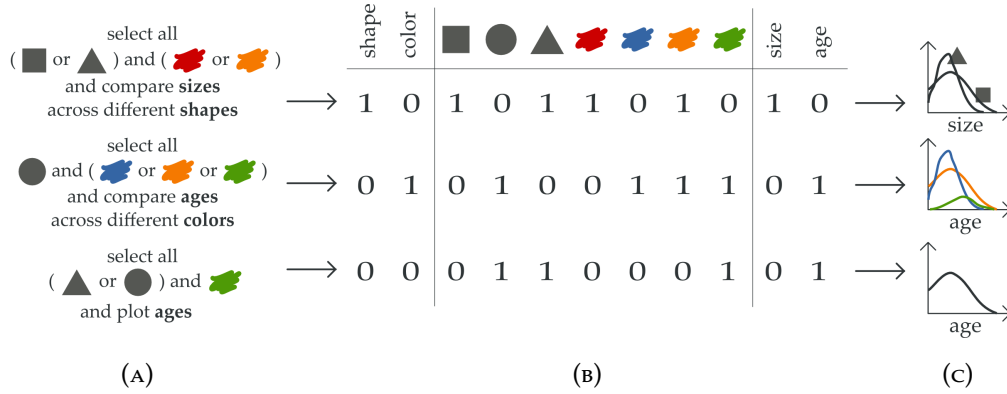 select all
( or ) and ( or )
and compare sizes
across different shapes
select all
and ( or or )
and compare ages
across different colors
select all
( or ) and
and plot ages
(A)
shape color size age
1 0 1 0 1 1 0 1 0 1 0
0 1 0 1 0 0 1 1 1 0 1
0 0 0 1 1 0 0 0 1 0 1
(B)
size
age
age
(C)